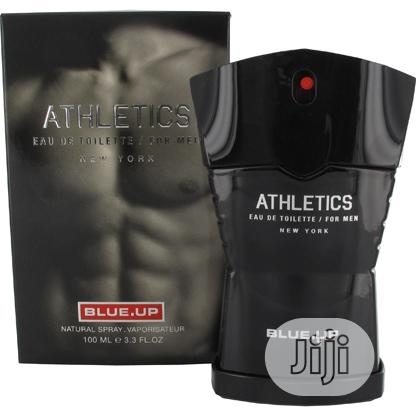 ATHLETICS
EAU DE TOILETTE / FOR MEN
NEW YORK
BLUE.UP
NATURAL SPRAY.VAPORISATEUR
100 ML e 3.3 FL.OZ
ATHLETICS
EAU DE TOILETTE / FOR MEN
NEW YORK
BLUE.UP
Jiji